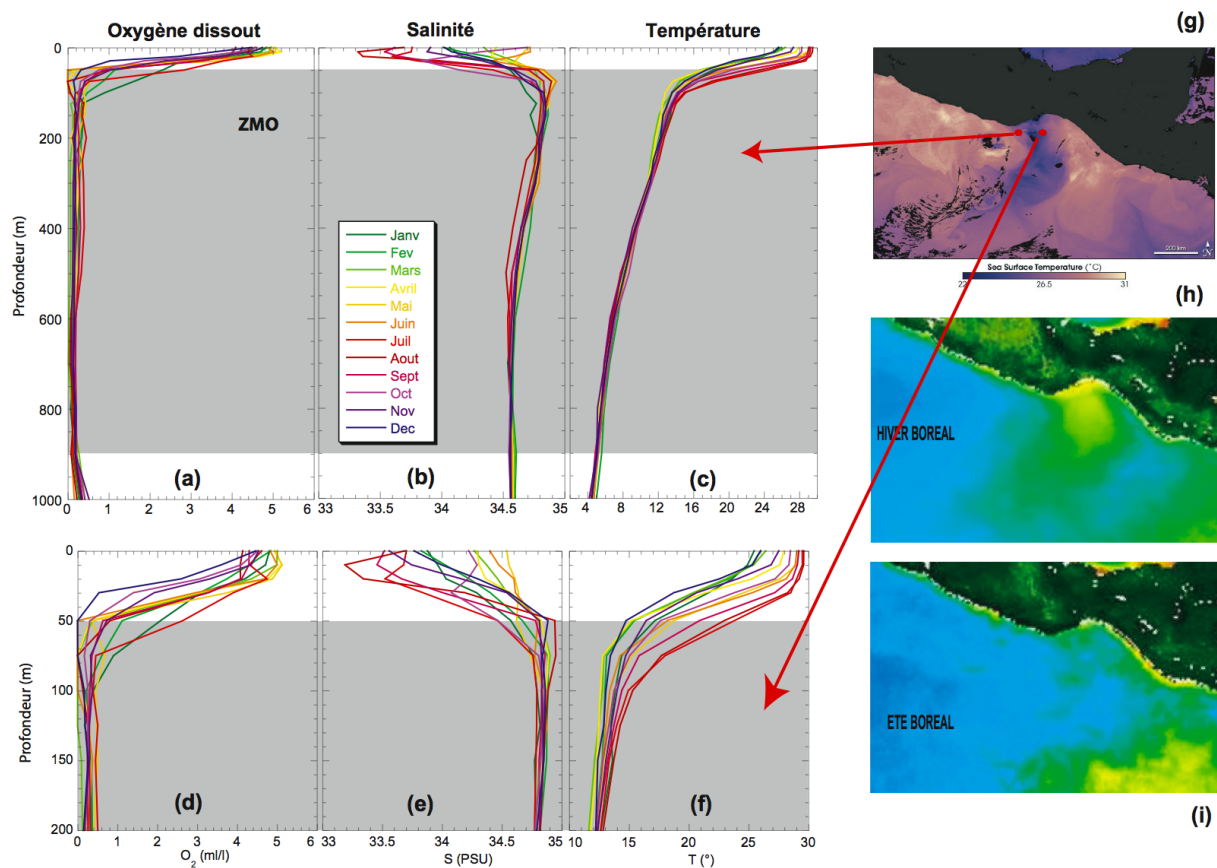 Oxygène dissout
Salinité
Température
(g)
0
200
400
600
800
1000
Profondeur (m)
ZMO
Janv
Fev
Mars
Avril
Mai
Juin
Juil
Aout
Sept
Oct
Nov
Dec
(a)
(b)
(c)
0 1 2 3 4 5 6
33 33.5 34 34.5 35
4 8 12 16 20 24 28
200 km
N
Sea Surface Temperature (°C)
26.5 31
(h)
HIVER BOREAL
0
50
100
150
200
Profondeur (m)
(d)
(e)
(f)
0 1 2 3 4 5 6
33 33.5 34 34.5 35
10 15 20 25 30
O2 (ml/l)
S (PSU)
T (°)
ETE BOREAL
(i)